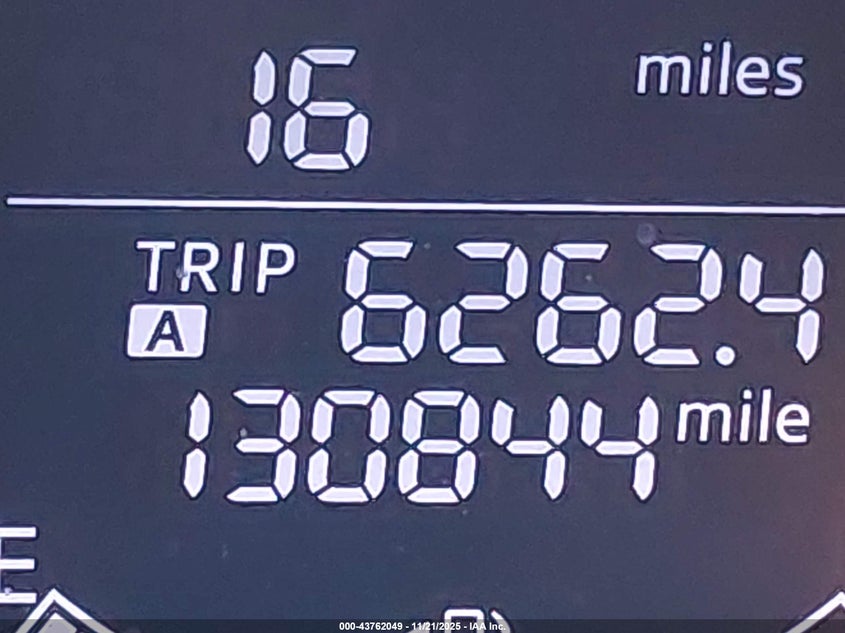 16 miles
TRIP A 6262.4
130844 mile
E
000-43762049 - 11/21/2025 - IAA Inc.